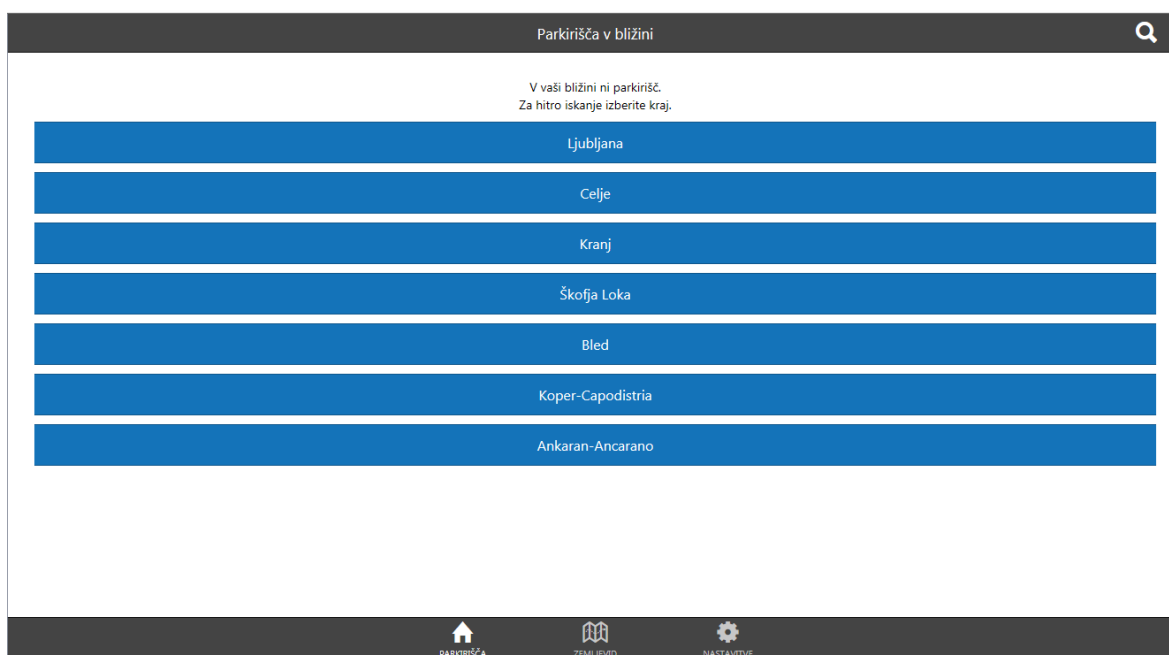 Parkirišča v bližini
V vaši bližini ni parkirišč.
Za hitro iskanje izberite kraj.
Ljubljana
Celje
Kranj
Škofja Loka
Bled
Koper-Capodistria
Ankaran-Ancarano
PARKIRIŠČA ZEMLJEVID NASTAVITVE